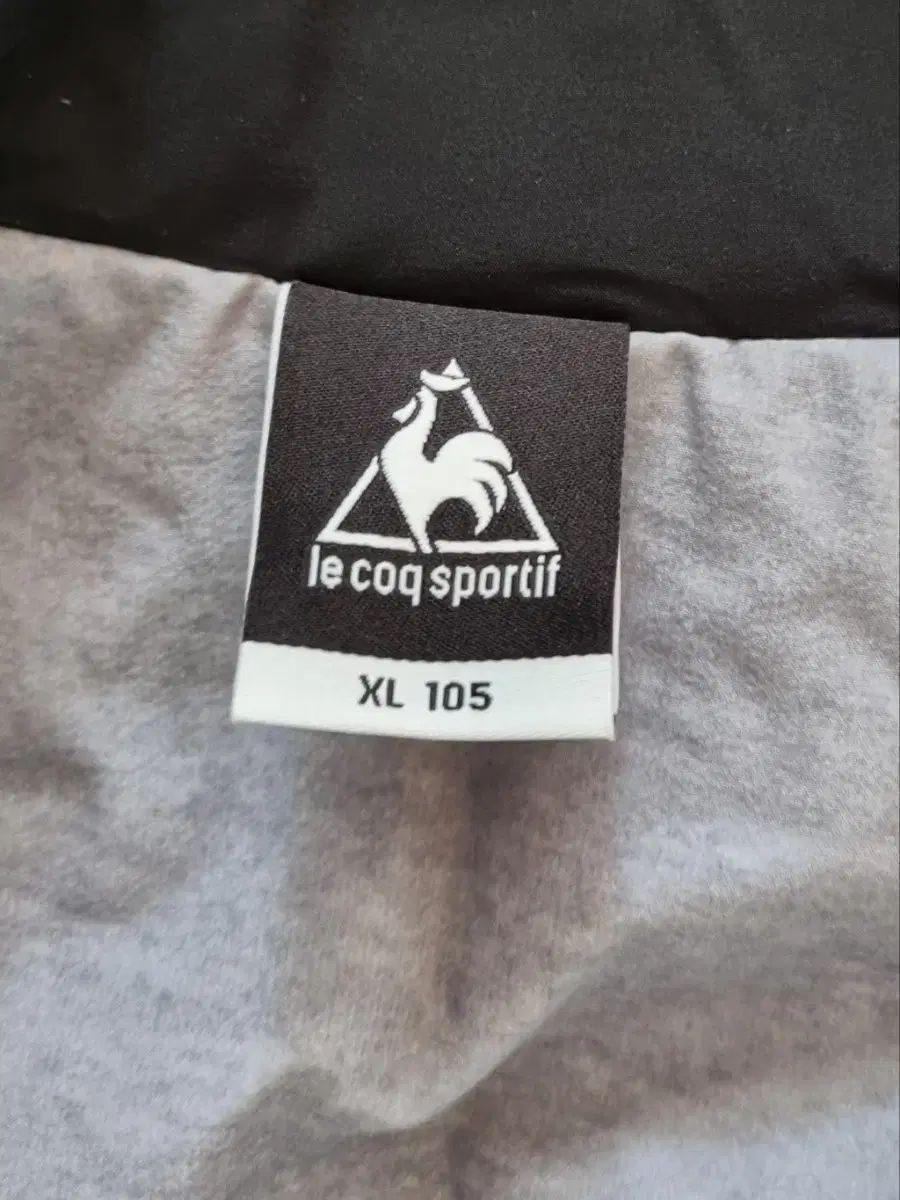 le coq sportif
XL 105